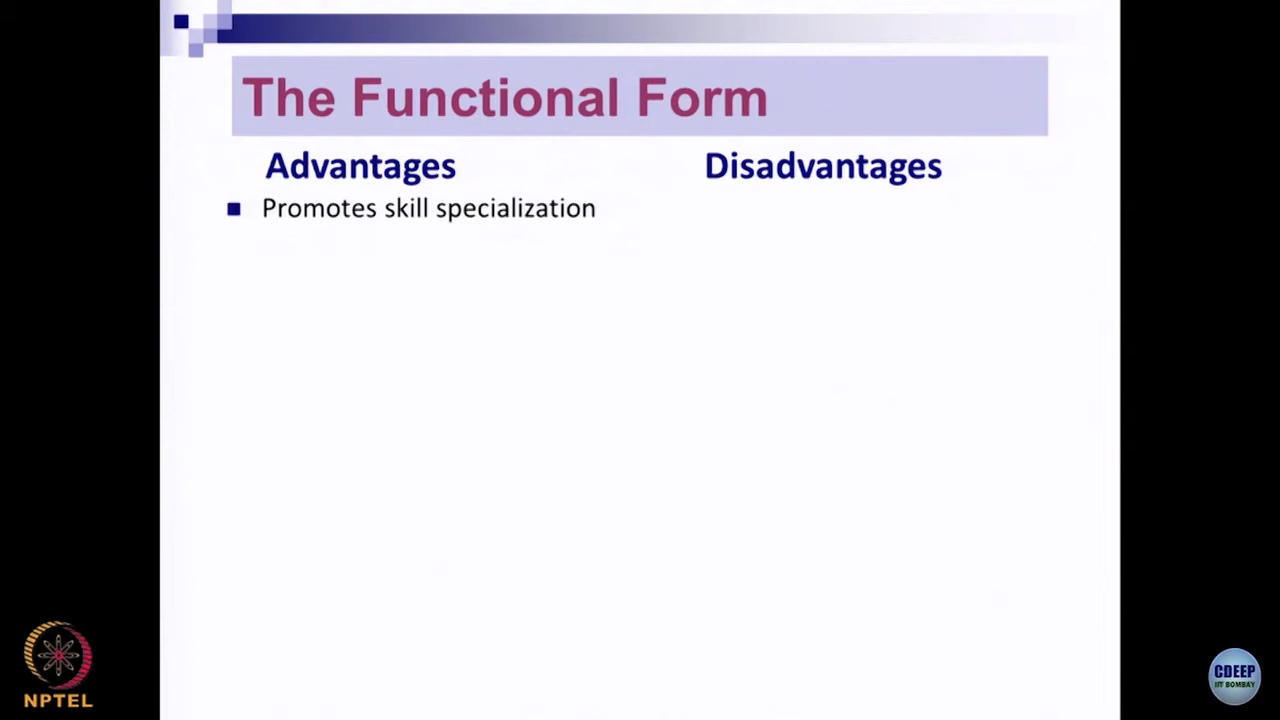 The Functional Form
Advantages
Disadvantages
Promotes skill specialization
NPTEL
CDEEP
IIT BOMBAY